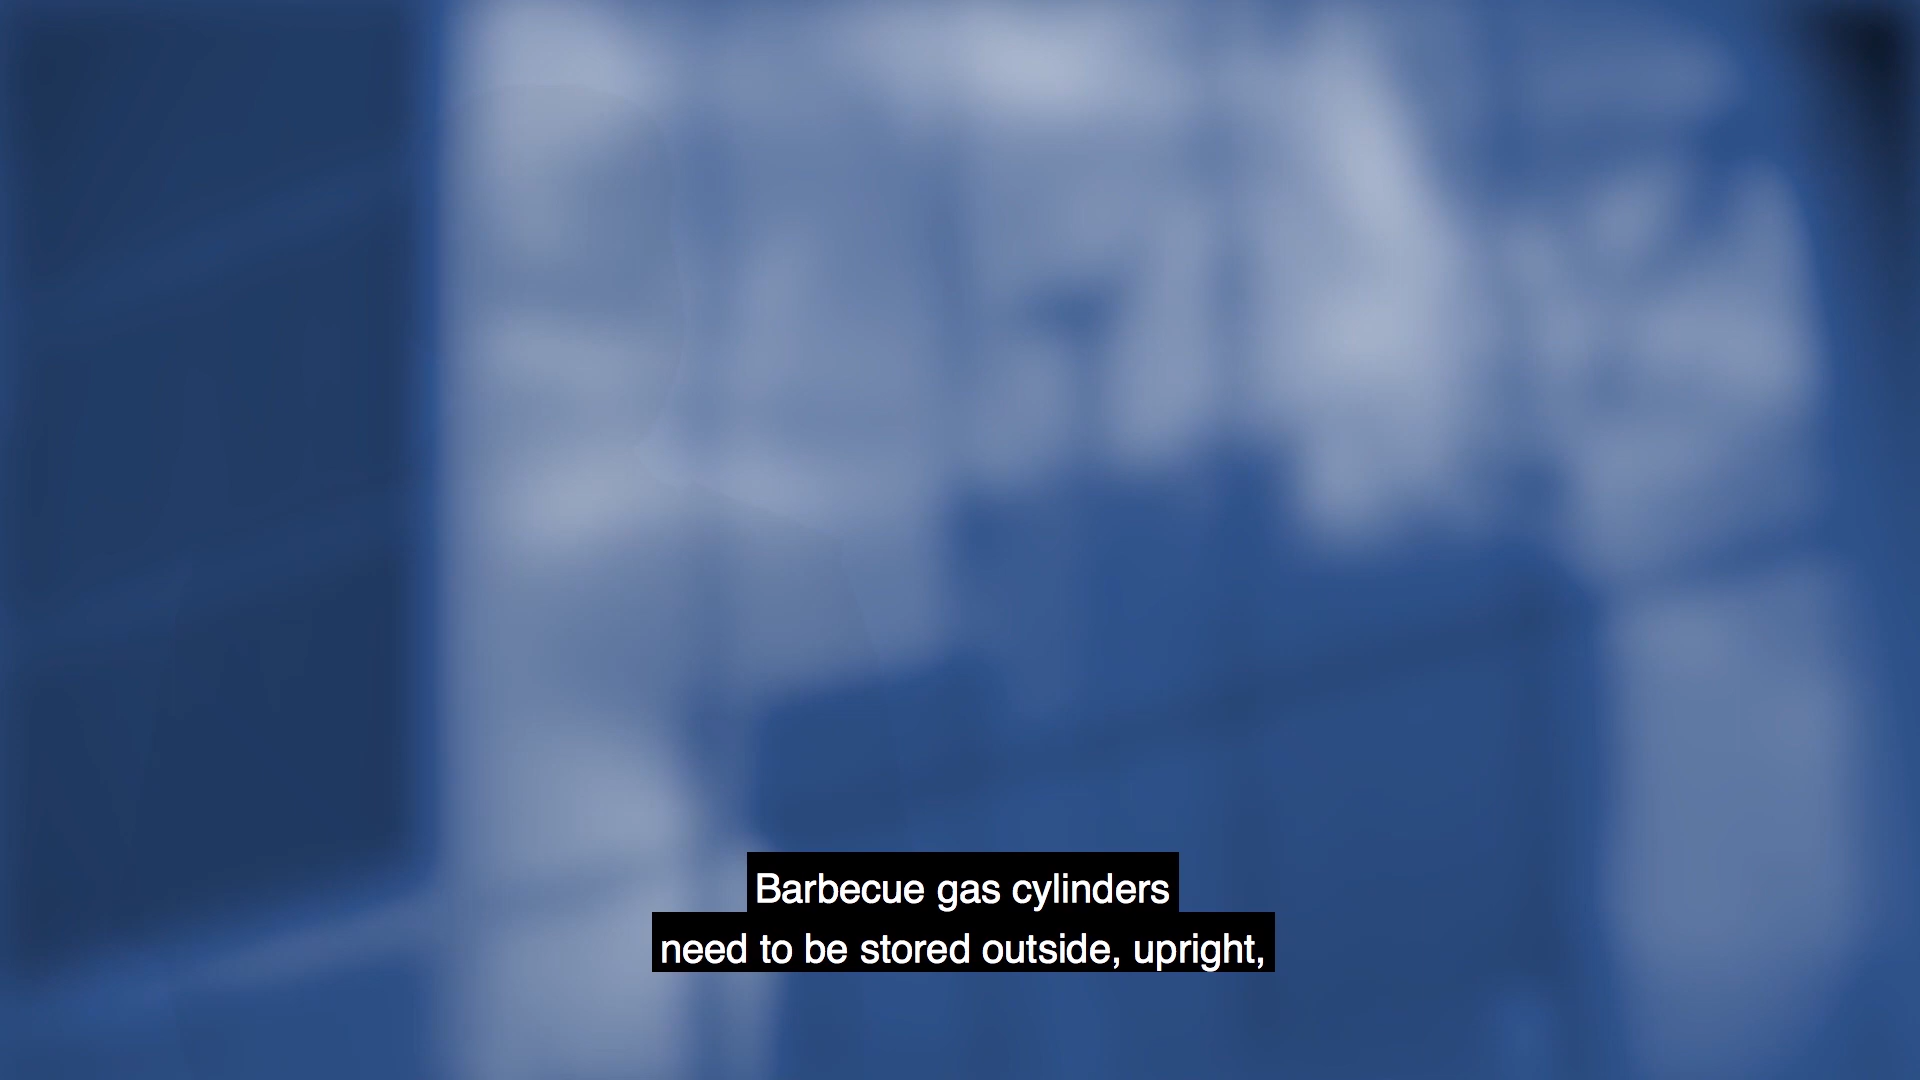 Barbecue gas cylinders
need to be stored outside, upright,